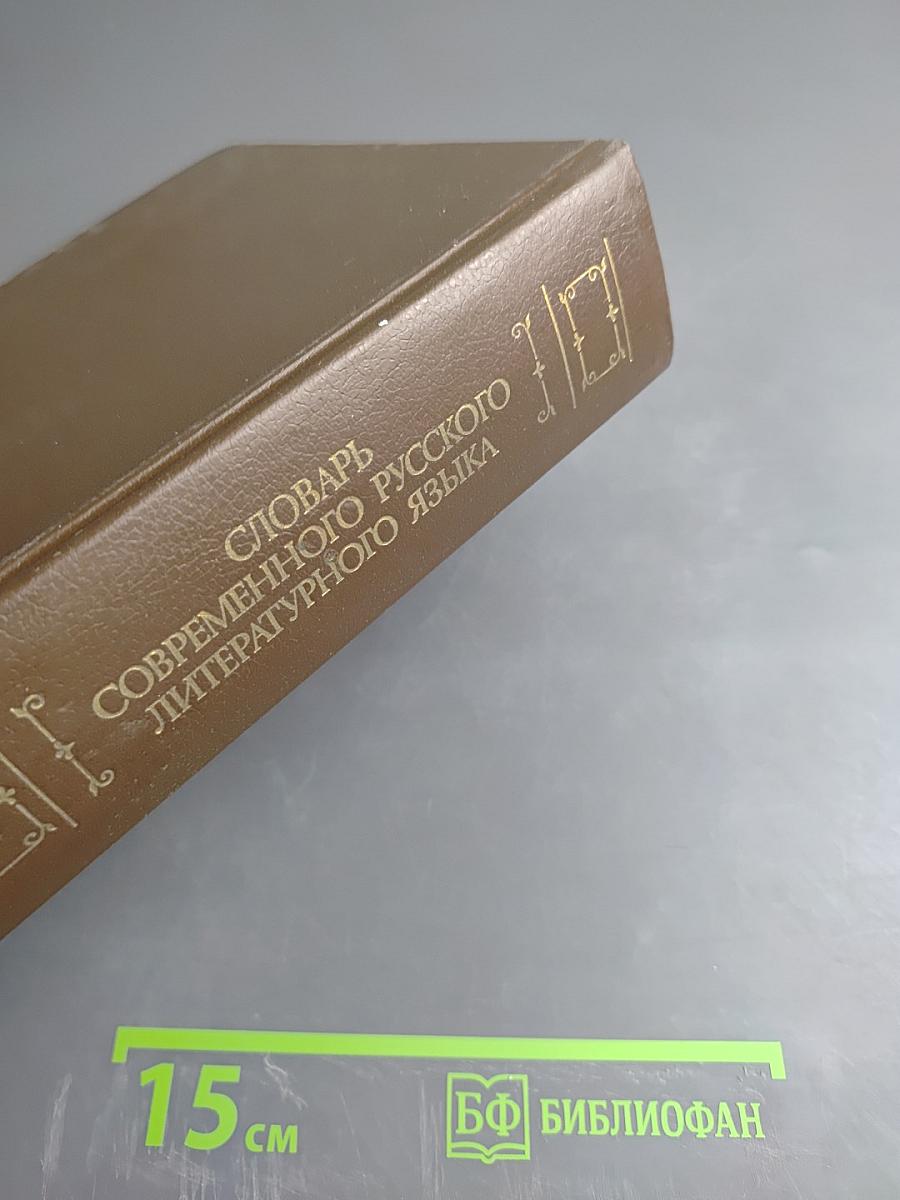 СЛОВАРЬ
СОВРЕМЕННОГО РУССКОГО
ЛИТЕРАТУРНОГО ЯЗЫКА
15 см
БФ БИБЛИОФАН